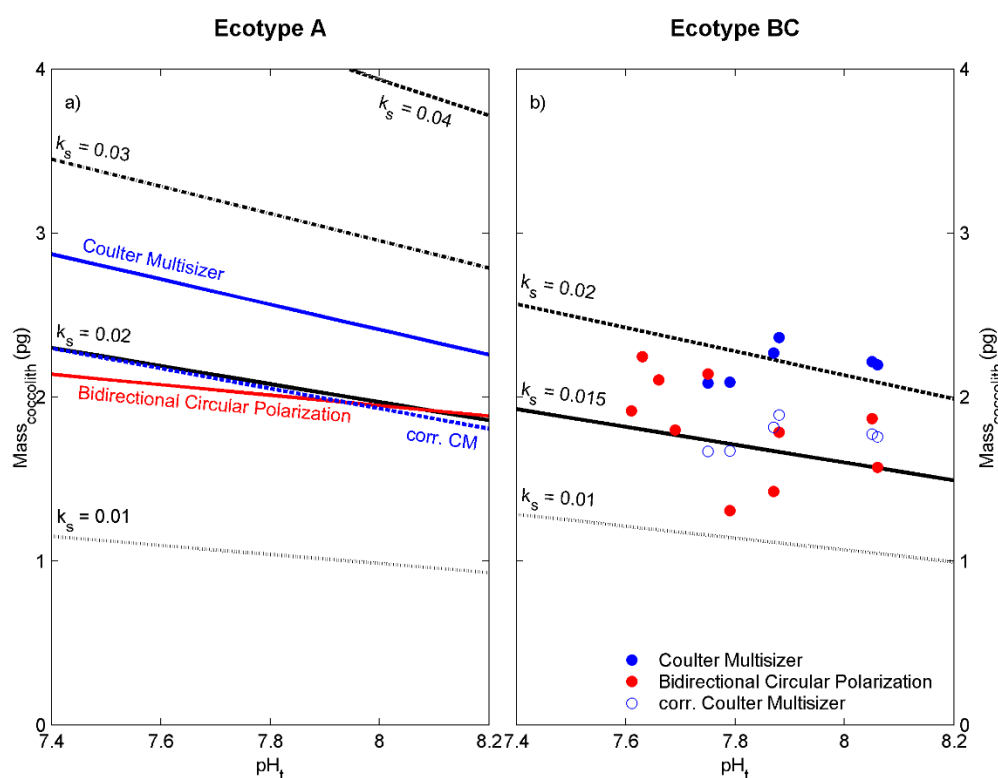 Ecotype A
Ecotype BC
a)
b)
k_s = 0.04
k_s = 0.03
Coulter Multisizer
k_s = 0.02
Bidirectional Circular Polarization
corr. CM
k_s = 0.01
k_s = 0.02
k_s = 0.015
k_s = 0.01
Coulter Multisizer
Bidirectional Circular Polarization
corr. Coulter Multisizer
4
3
2
1
0
4
3
2
1
0
7.4
7.6
7.8
8
8.2
7.4
7.6
7.8
8
8.2
pH_t
pH_t
Mass_coccolith (pg)
Mass_coccolith (pg)